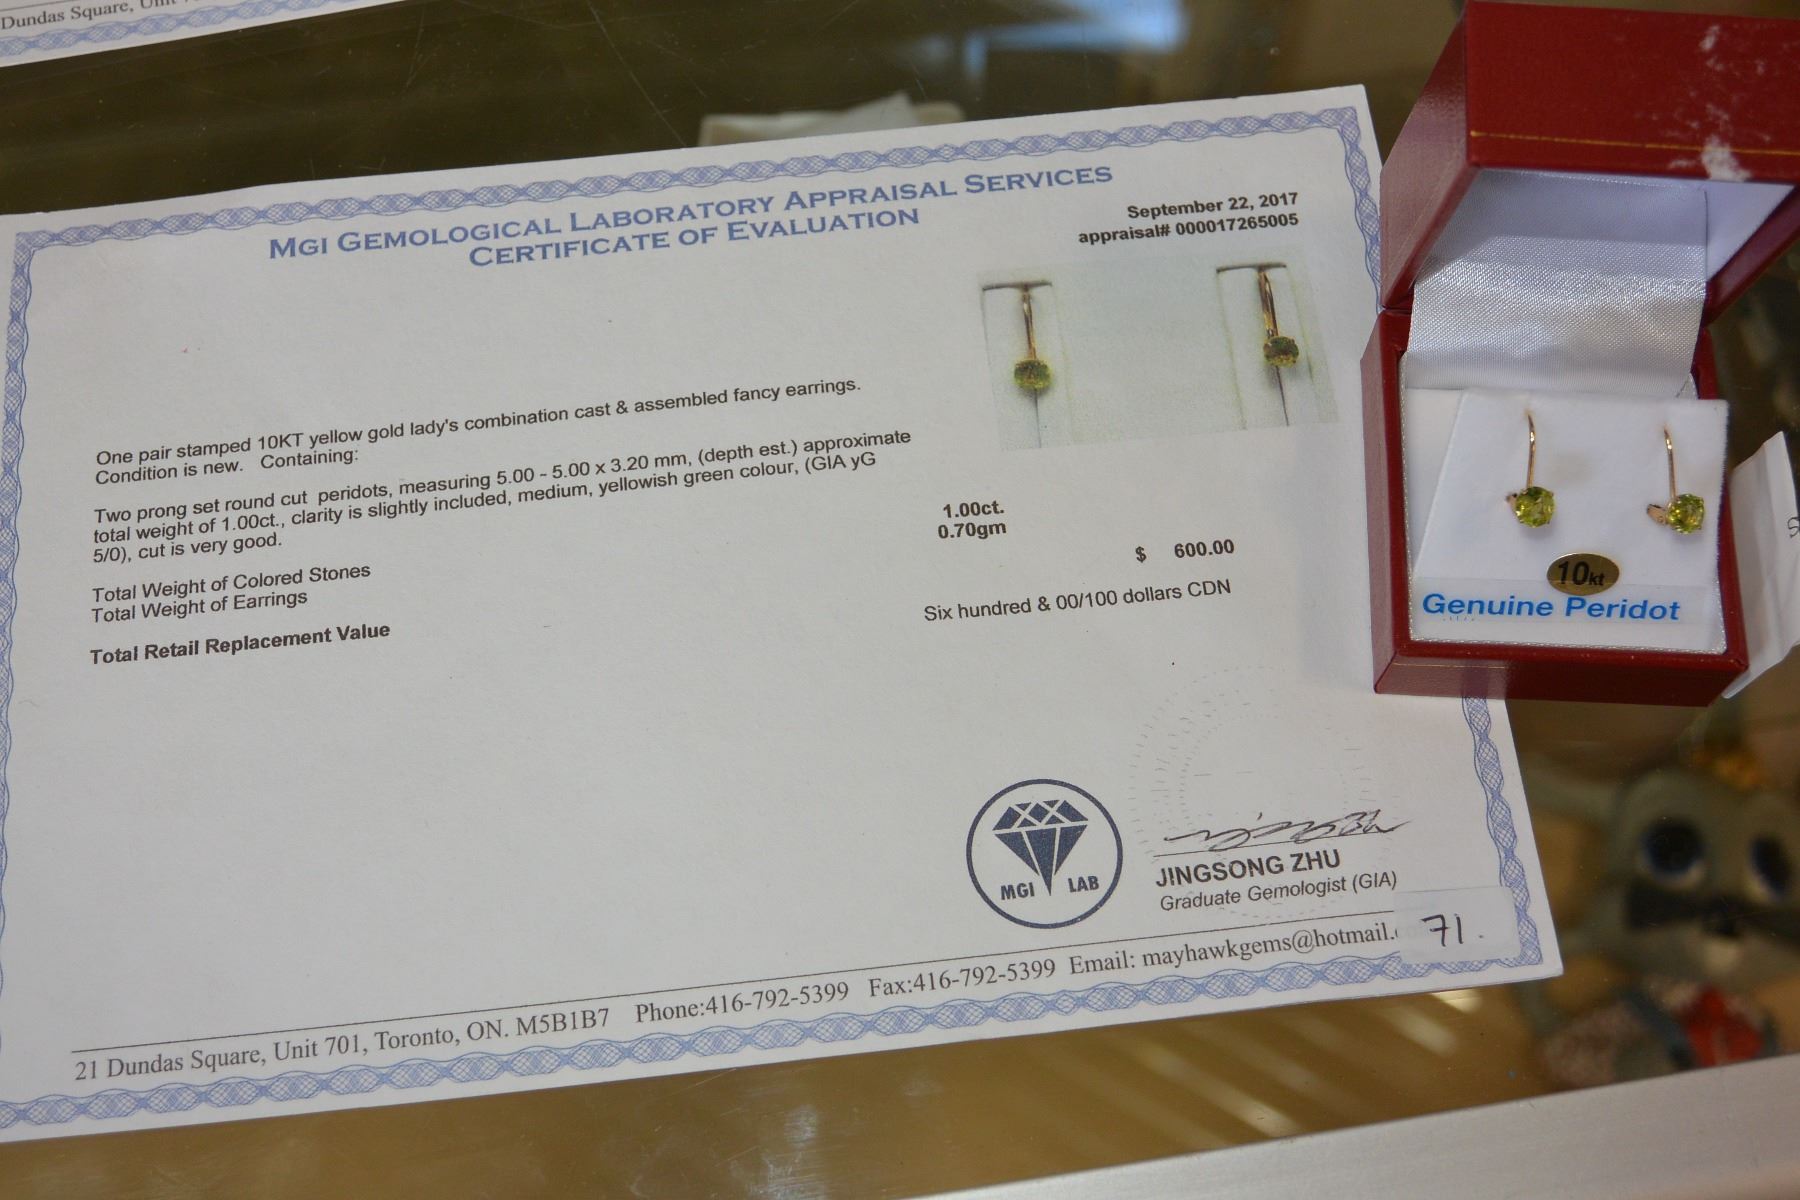 Dundas Square,
MGI GEMOLOGICAL LABORATORY APPRAISAL SERVICES
CERTIFICATE OF EVALUATION
September 22, 2017
appraisal# 000017265005
One pair stamped 10KT yellow gold lady's combination cast & assembled fancy earrings.
Condition is new. Containing:
Two prong set round cut peridots, measuring 5.00 - 5.00 x 3.20 mm, (depth est.) approximate
total weight of 1.00ct., clarity is slightly included, medium, yellowish green colour, (GIA yG
5/0), cut is very good.
Total Weight of Colored Stones 1.00ct.
Total Weight of Earrings 0.70gm
Total Retail Replacement Value $ 600.00
Six hundred & 00/100 dollars CDN
MGI LAB
JINGSONG ZHU
Graduate Gemologist (GIA)
21 Dundas Square, Unit 701, Toronto, ON. M5B1B7 Phone:416-792-5399 Fax:416-792-5399 Email: mayhawkgems@hotmail.
71.
10kt
Genuine Peridot